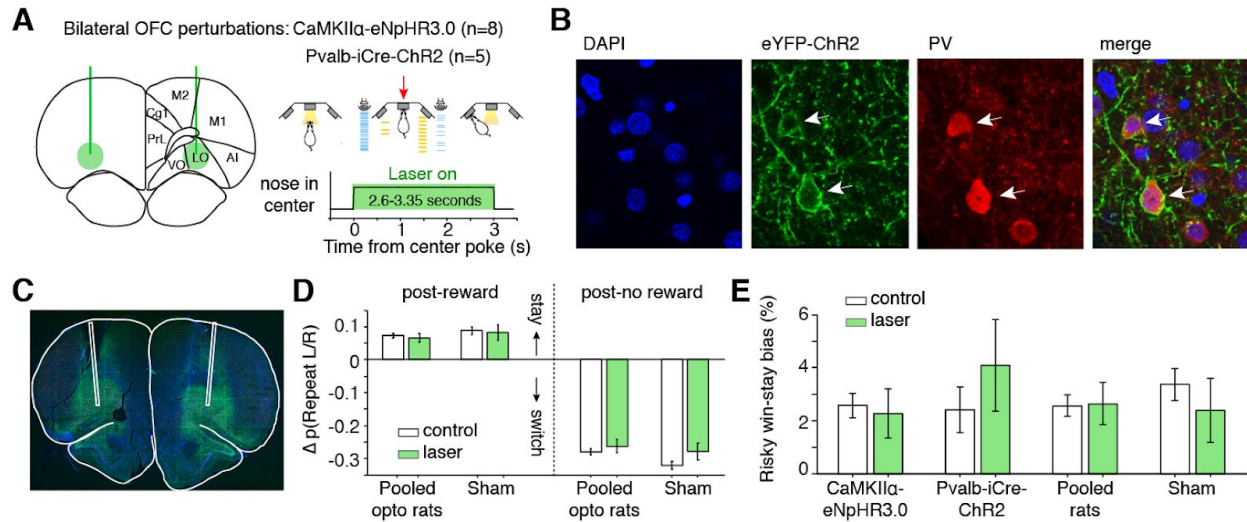 A
Bilateral OFC perturbations: CaMKIIα-eNpHR3.0 (n=8)
Pvalb-iCre-ChR2 (n=5)
M2
Cg1
M1
PrL
VO
LO
AI
Laser on
nose in
center
2.6-3.35 seconds
0 1 2 3
Time from center poke (s)
B
DAPI eYFP-ChR2 PV merge
C
D
post-reward post-no reward
Δ p(Repeat L/R)
0.1
0
-0.1
-0.2
-0.3
stay
switch
control
laser
Pooled Sham Pooled Sham
opto rats opto rats
E
Risky win-stay bias (%)
8
6
4
2
0
control
laser
CaMKIIα- Pvalb-iCre- Pooled Sham
eNpHR3.0 ChR2 rats